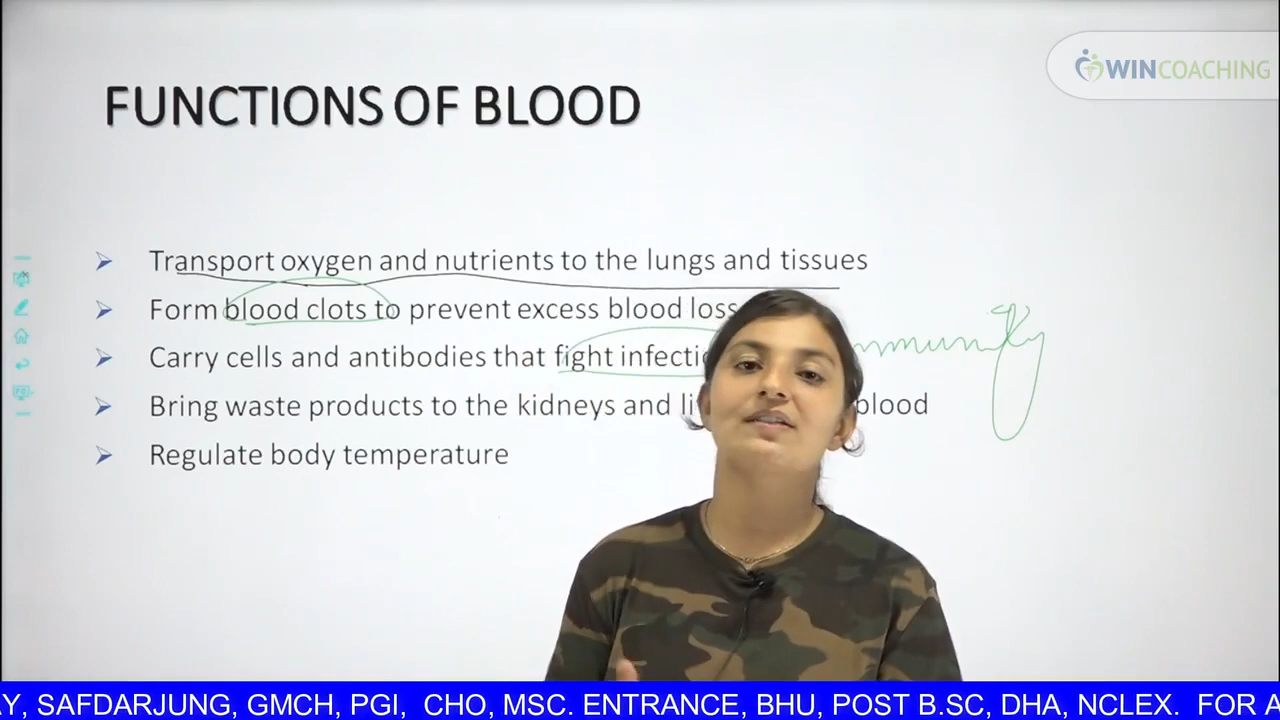 WINCOACHING
FUNCTIONS OF BLOOD
Transport oxygen and nutrients to the lungs and tissues
Form blood clots to prevent excess blood loss
Carry cells and antibodies that fight infectio
Bring waste products to the kidneys and li blood
Regulate body temperature
AY, SAFDARJUNG, GMCH, PGI, CHO, MSC. ENTRANCE, BHU, POST B.SC, DHA, NCLEX. FOR A